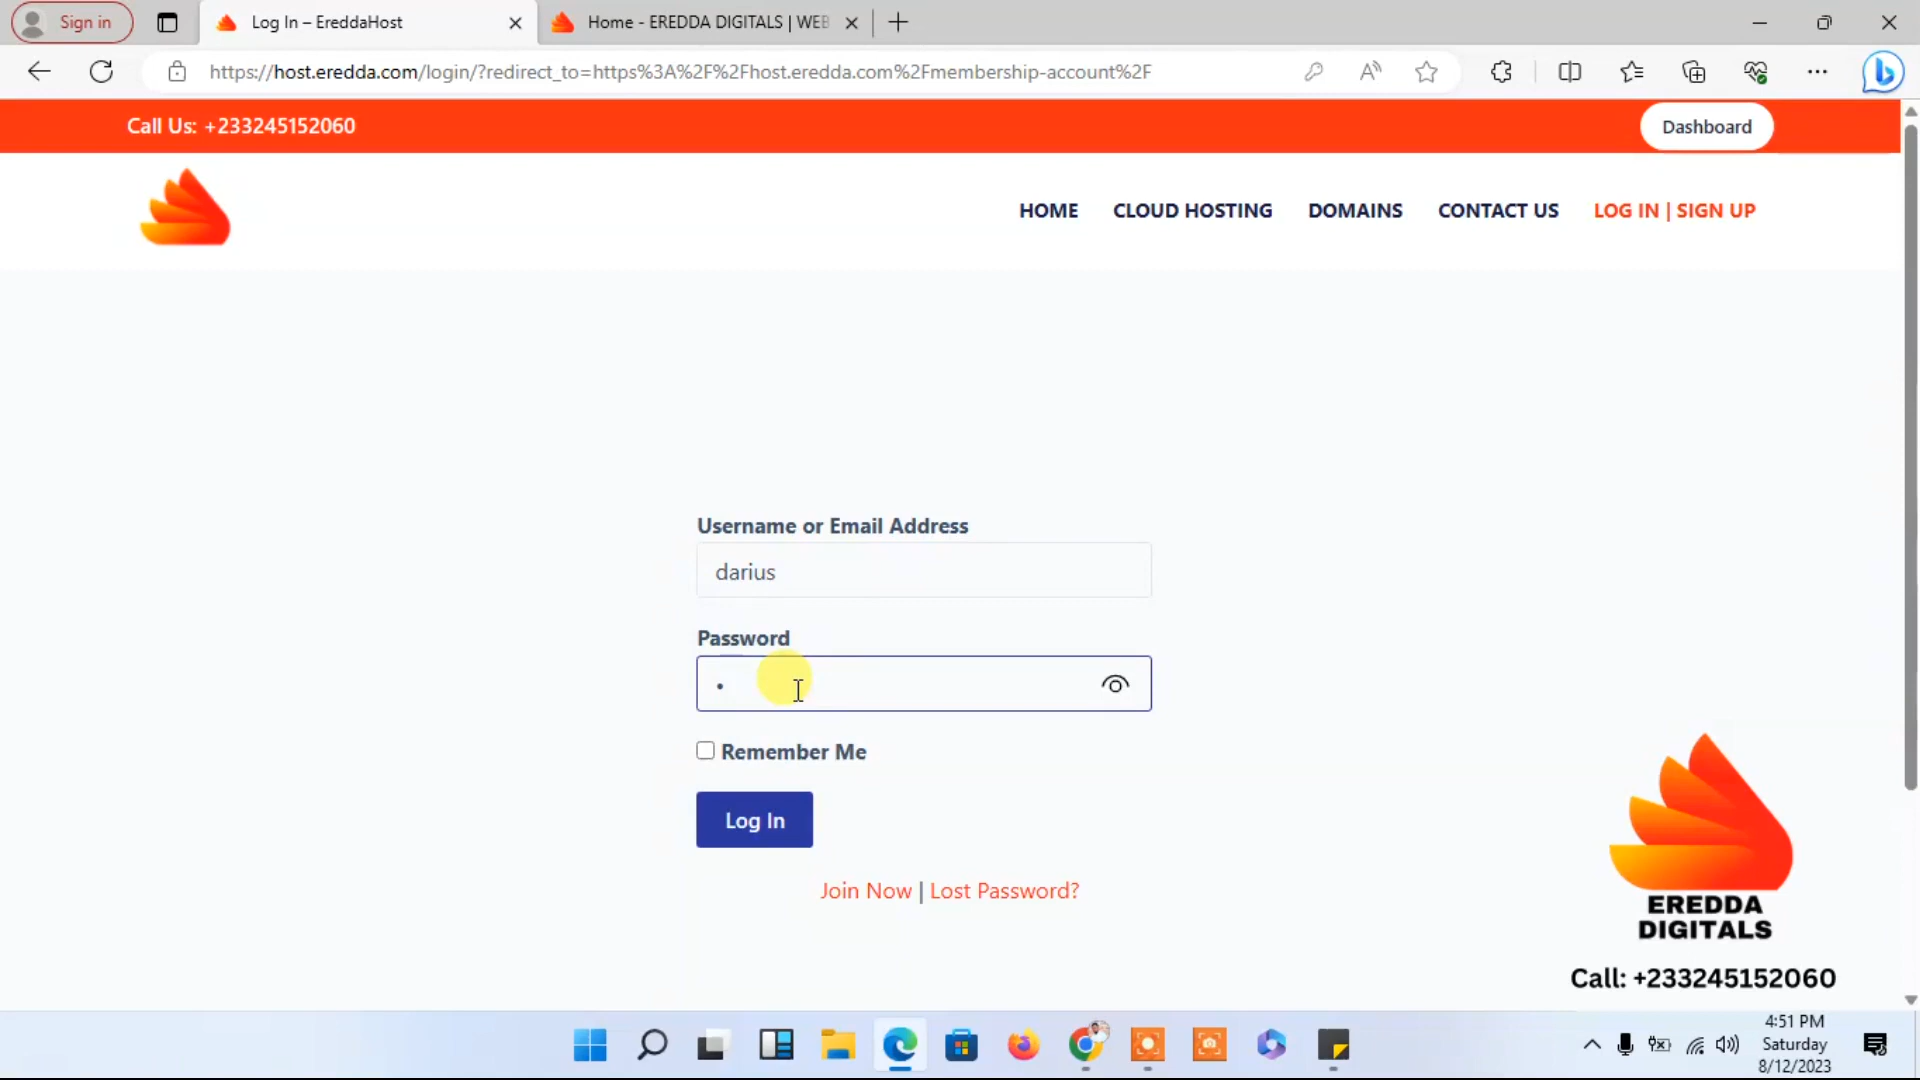 Sign in
Log In – EreddaHost
Home - EREDDA DIGITALS | WEB
https://host.eredda.com/login/?redirect_to=https%3A%2F%2Fhost.eredda.com%2Fmembership-account%2F
Call Us: +233245152060
Dashboard
HOME
CLOUD HOSTING
DOMAINS
CONTACT US
LOG IN | SIGN UP
Username or Email Address
darius
Password
Remember Me
Log In
Join Now | Lost Password?
EREDDA
DIGITALS
Call: +233245152060
4:51 PM
Saturday
8/12/2023